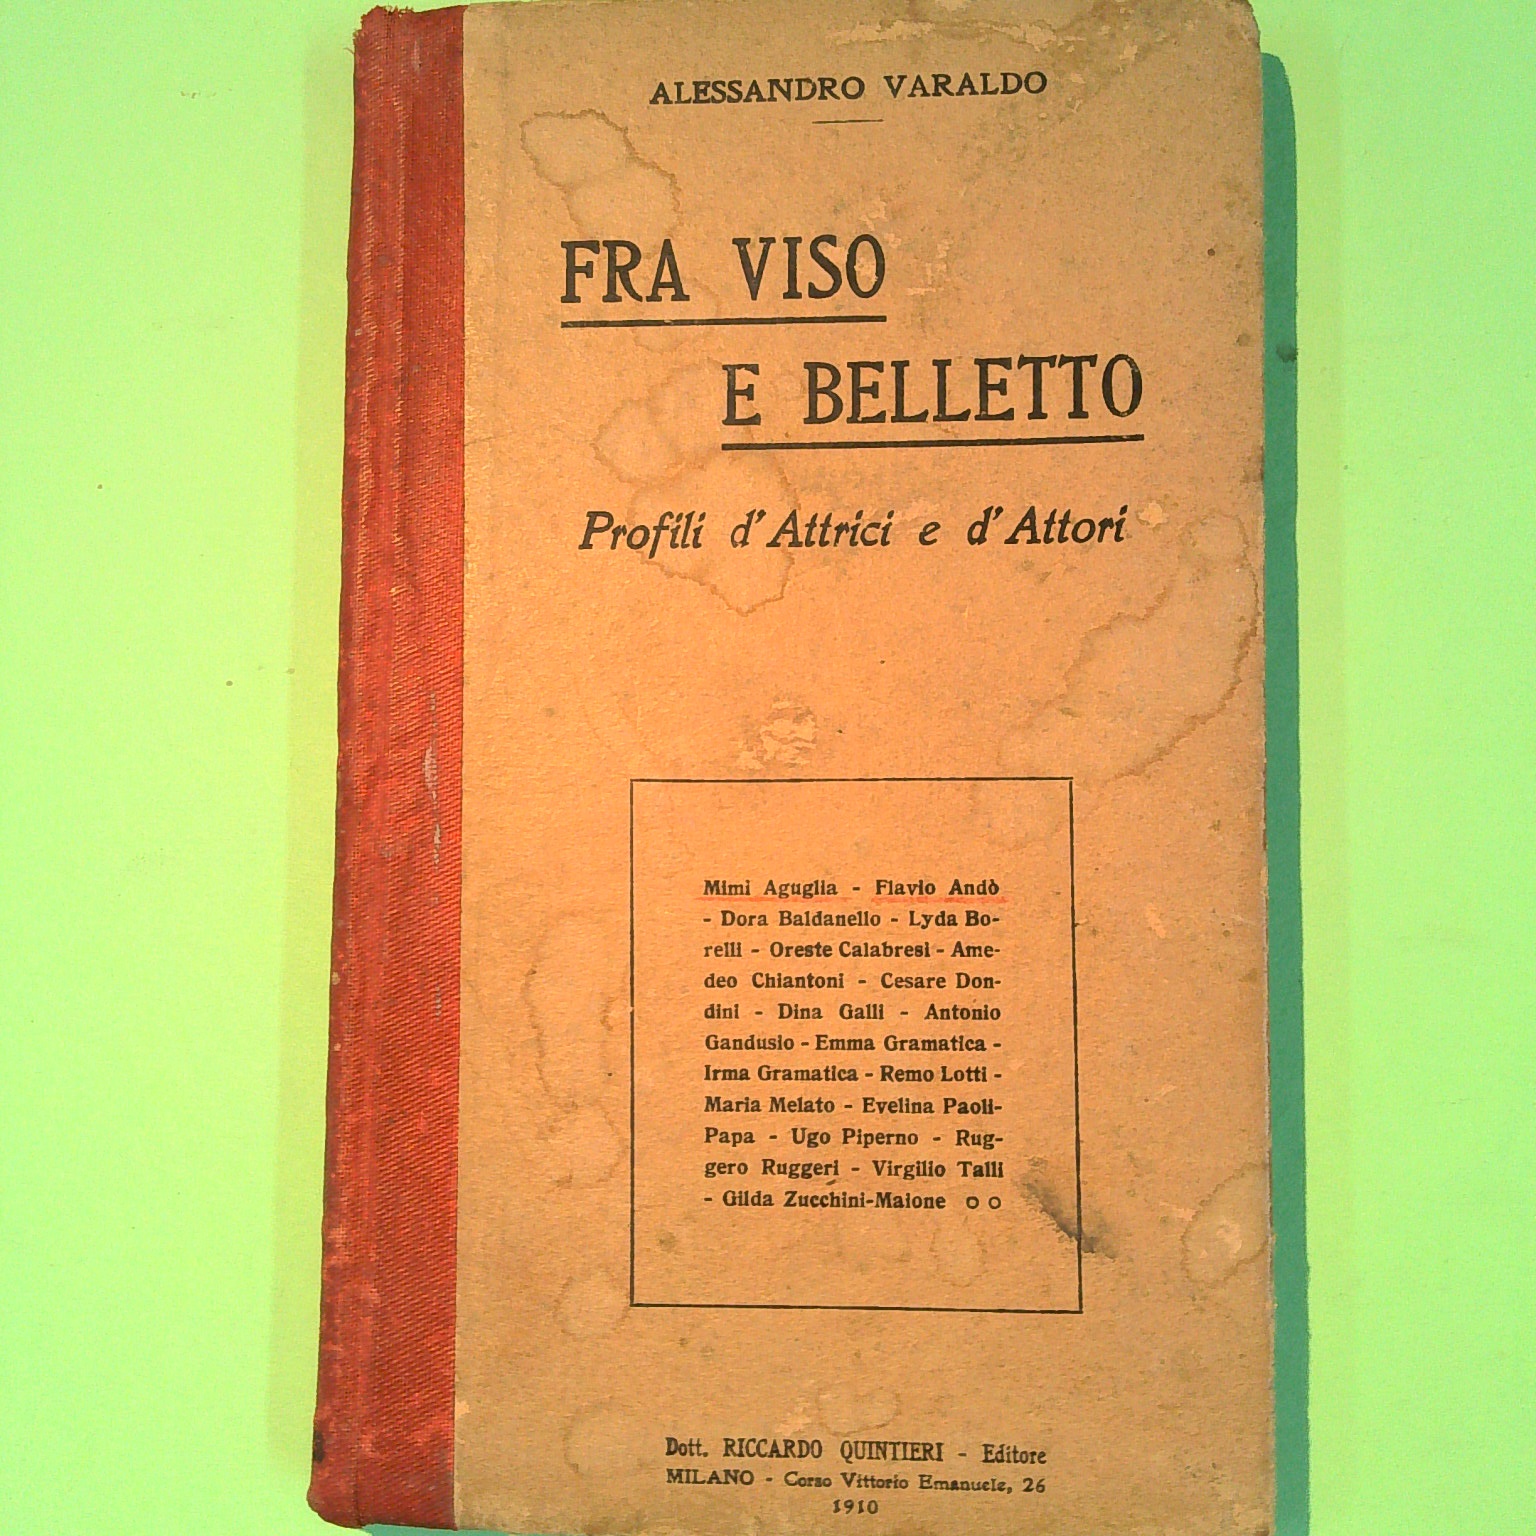 ALESSANDRO VARALDO
FRA VISO
E BELLETTO
Profili d'Attrici e d'Attori
Mimì Aguglia - Flavio Andò
- Dora Baldanello - Lyda Bo-
relli - Oreste Calabresi - Ame-
deo Chiantoni - Cesare Don-
dini - Dina Galli - Antonio
Gandusio - Emma Gramatica -
Irma Gramatica - Remo Lotti -
Maria Melato - Evelina Paoli-
Papa - Ugo Piperno - Rug-
gero Ruggeri - Virgilio Talli
- Gilda Zucchini-Maione
Dott. RICCARDO QUINTIERI - Editore
MILANO - Corso Vittorio Emanuele, 26
1910